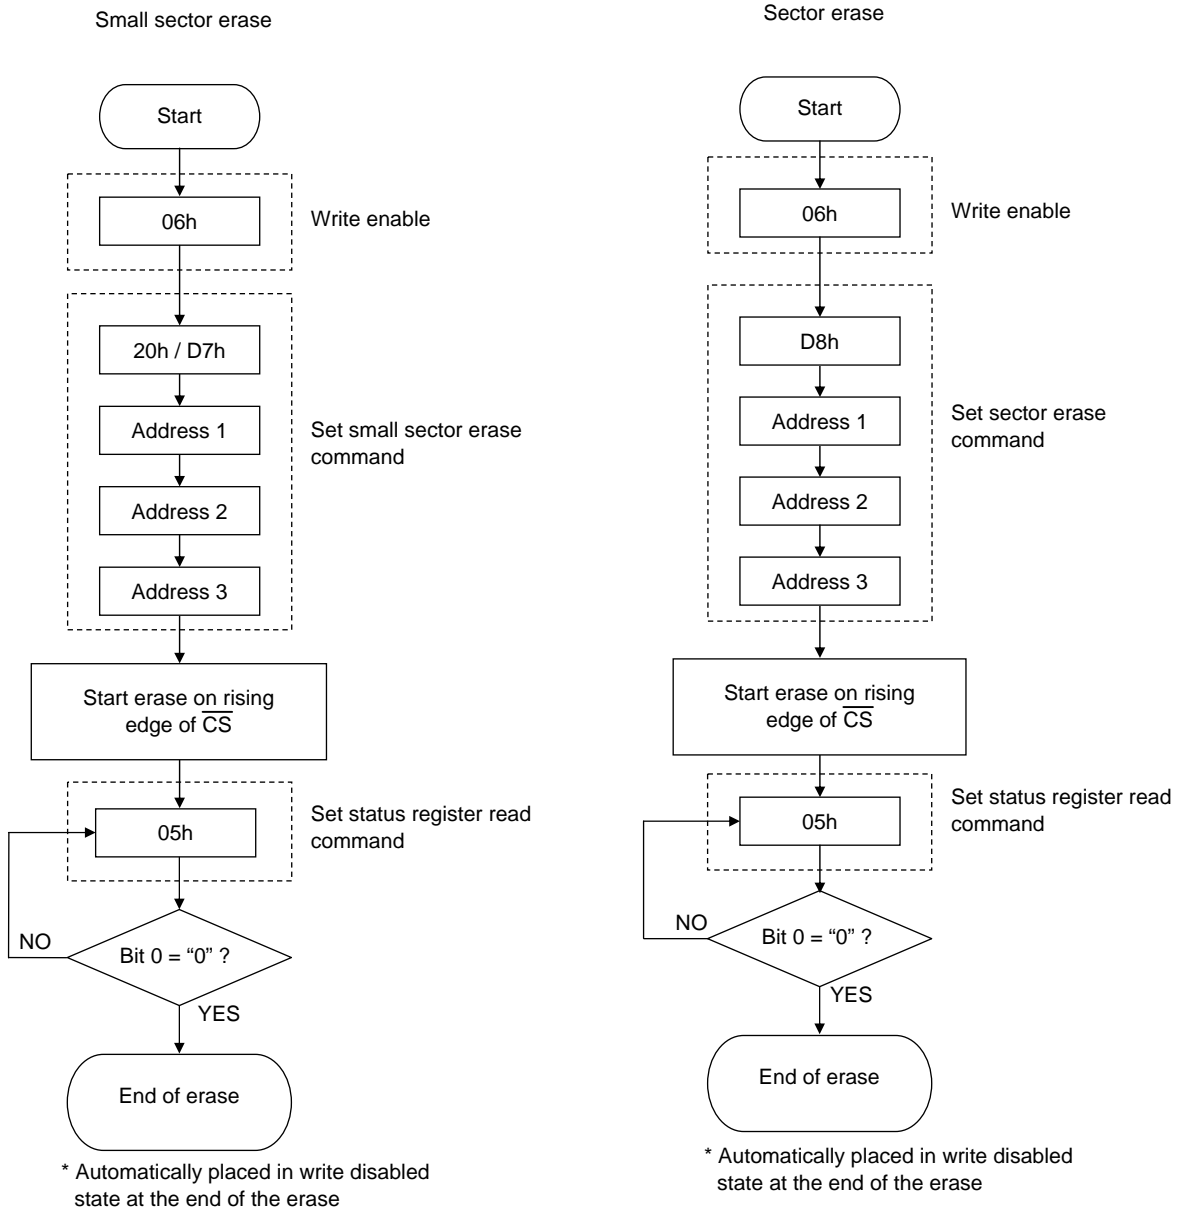 Small sector erase
Start
06h
Write enable
20h / D7h
Address 1
Set small sector erase
command
Address 2
Address 3
Start erase on rising
edge of C̅S̅
05h
Set status register read
command
NO
Bit 0 = “0” ?
YES
End of erase
* Automatically placed in write disabled
state at the end of the erase
Sector erase
Start
06h
Write enable
D8h
Address 1
Set sector erase
command
Address 2
Address 3
Start erase on rising
edge of C̅S̅
05h
Set status register read
command
NO
Bit 0 = “0” ?
YES
End of erase
* Automatically placed in write disabled
state at the end of the erase